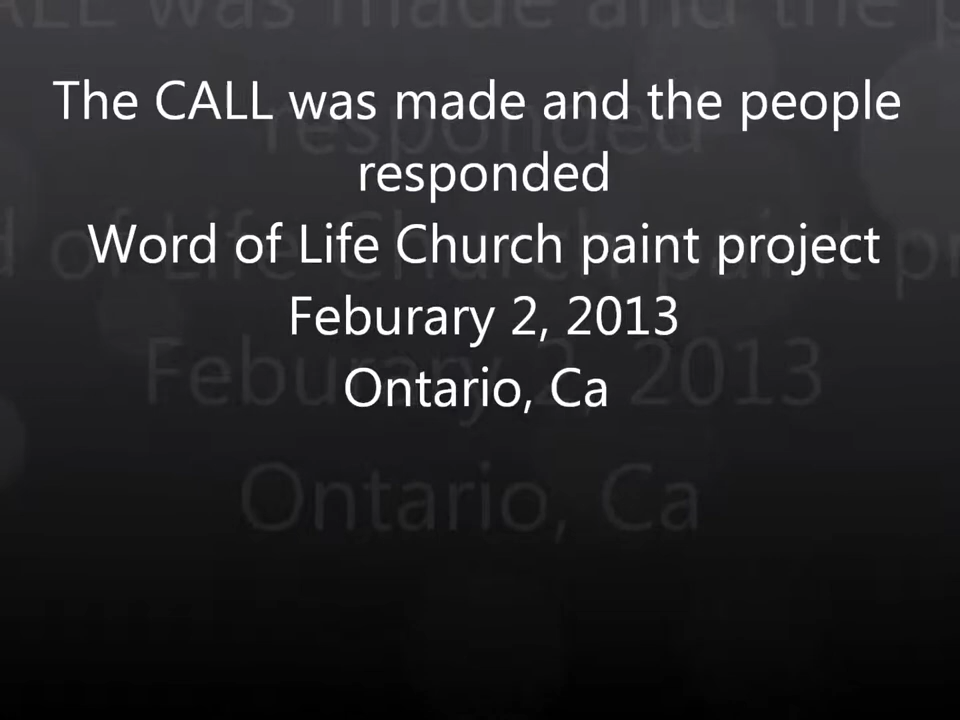 The CALL was made and the people
responded
Word of Life Church paint project
Feburary 2, 2013
Ontario, Ca